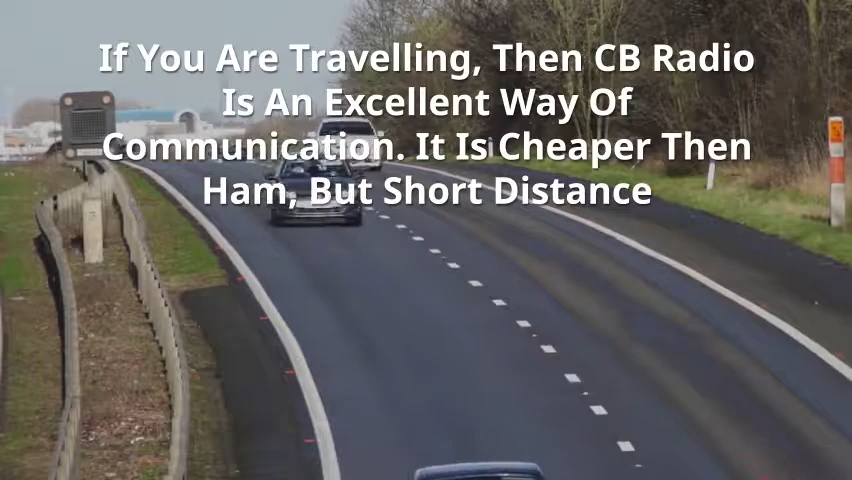 If You Are Travelling, Then CB Radio
Is An Excellent Way Of
Communication. It Is Cheaper Then
Ham, But Short Distance